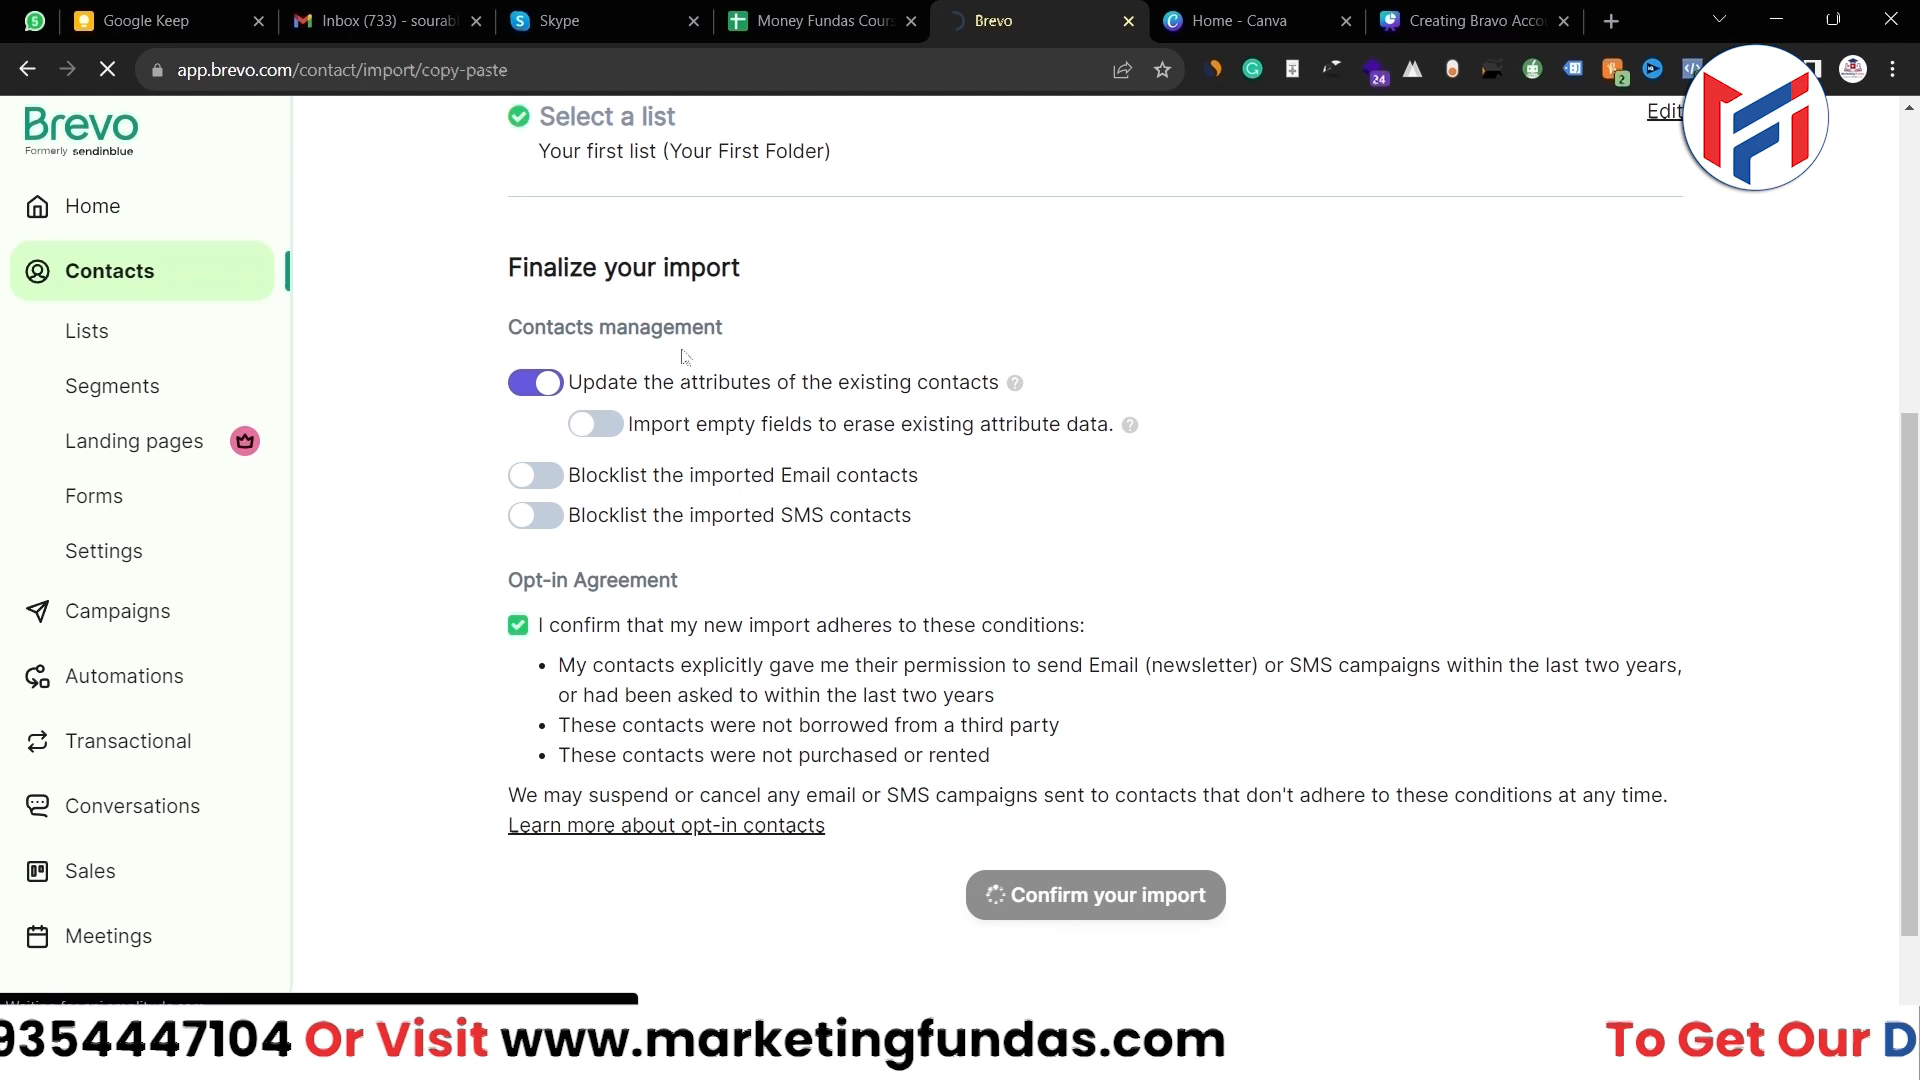 Google Keep
Inbox (733) - sourabl
Skype
Money Fundas Cours
Brevo
Home - Canva
Creating Bravo Acco
app.brevo.com/contact/import/copy-paste
24
2
Brevo
Formerly sendinblue
Home
Contacts
Lists
Segments
Landing pages
Forms
Settings
Campaigns
Automations
Transactional
Conversations
Sales
Meetings
Select a list
Edit
Your first list (Your First Folder)
Finalize your import
Contacts management
Update the attributes of the existing contacts
Import empty fields to erase existing attribute data.
Blocklist the imported Email contacts
Blocklist the imported SMS contacts
Opt-in Agreement
I confirm that my new import adheres to these conditions:
• My contacts explicitly gave me their permission to send Email (newsletter) or SMS campaigns within the last two years,
or had been asked to within the last two years
• These contacts were not borrowed from a third party
• These contacts were not purchased or rented
We may suspend or cancel any email or SMS campaigns sent to contacts that don't adhere to these conditions at any time.
Learn more about opt-in contacts
Confirm your import
9354447104 Or Visit www.marketingfundas.com To Get Our D